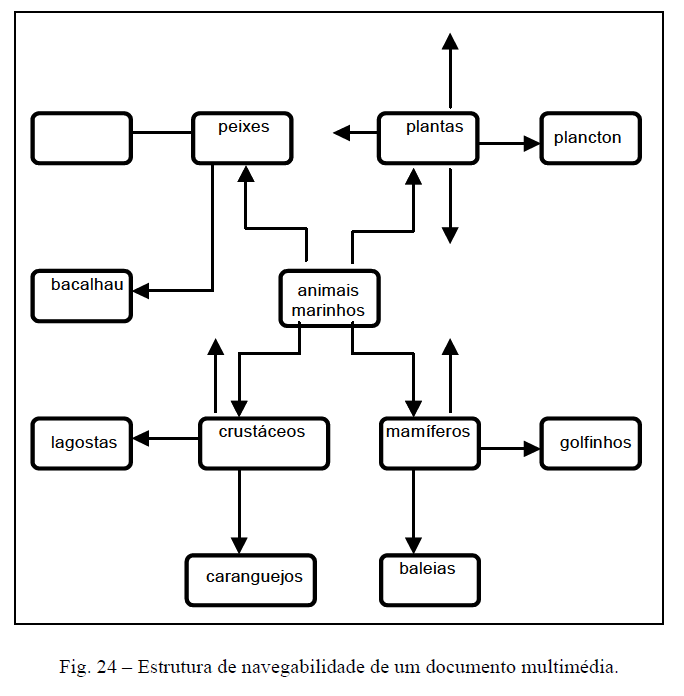 peixes
plantas
plancton
bacalhau
animais
marinhos
lagostas
crustáceos
mamíferos
golfinhos
caranguejos
baleias
Fig. 24 – Estrutura de navegabilidade de um documento multimédia.